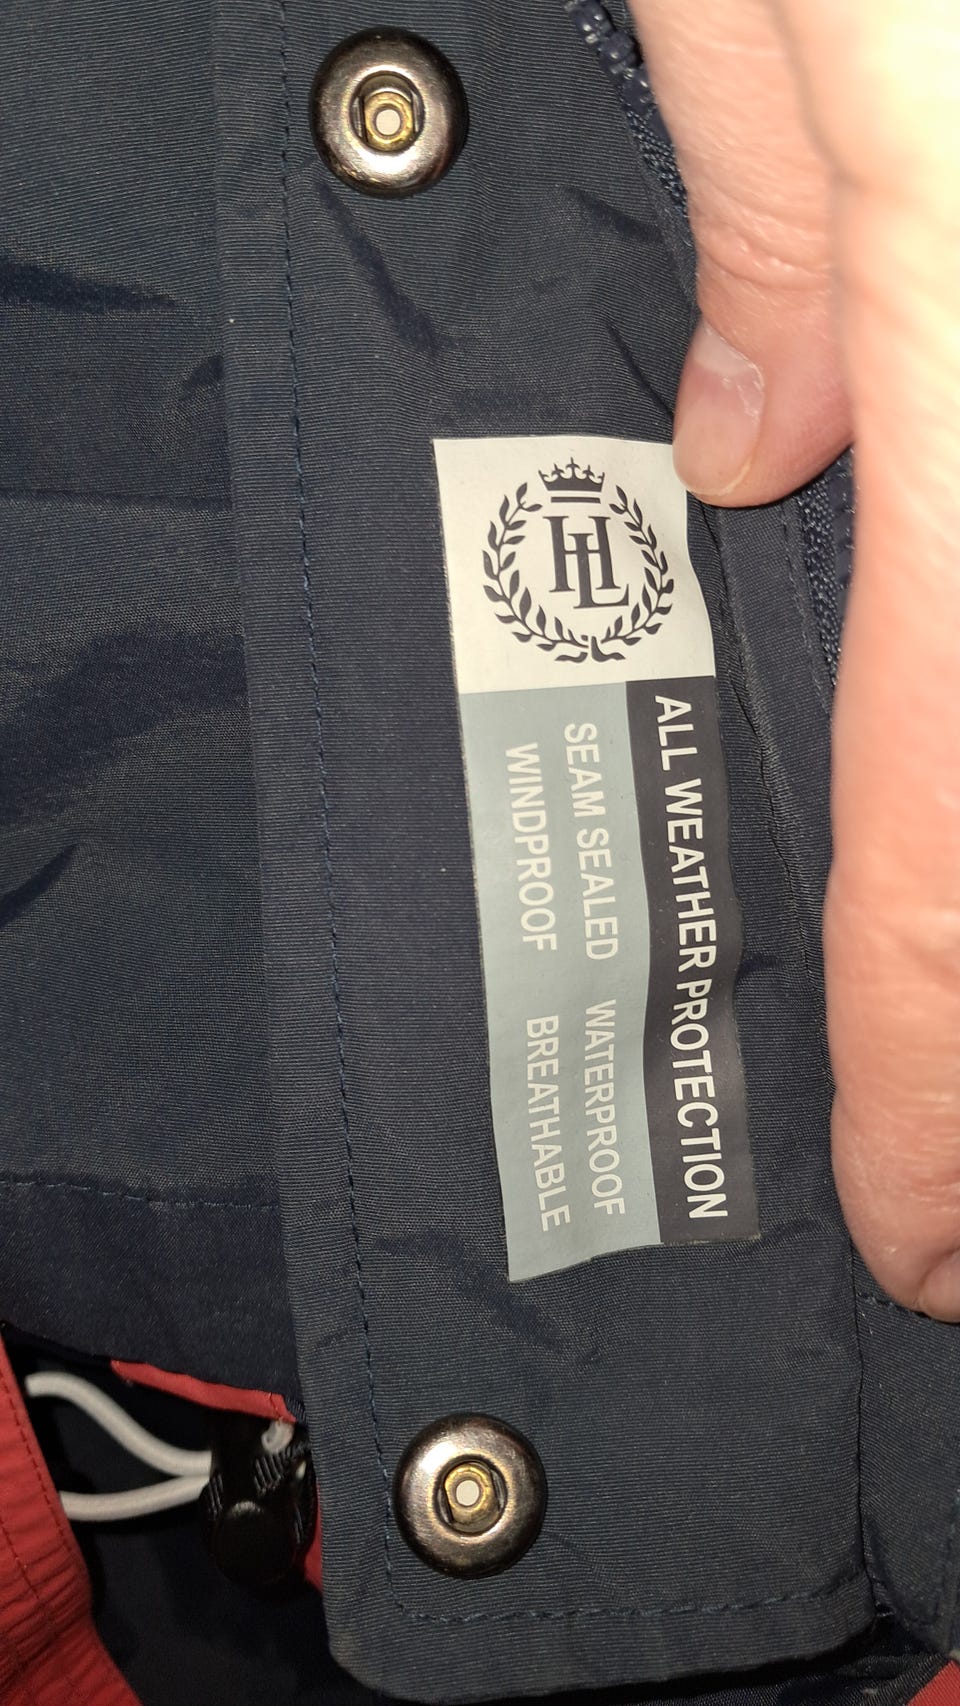 HL
ALL WEATHER PROTECTION
SEAM SEALED WATERPROOF
WINDPROOF BREATHABLE